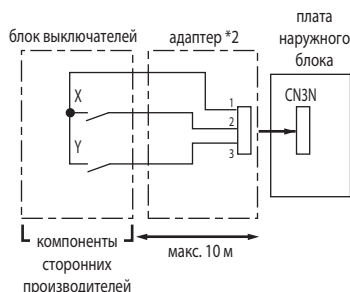 блок выключателей
адаптер *2
плата
наружного
блока
X
Y
1
2
3
CN3N
компоненты
сторонних
производителей
макс. 10 м